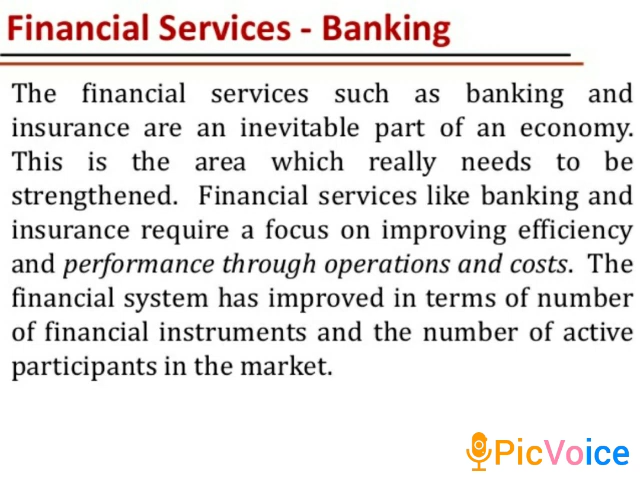 Financial Services - Banking
The financial services such as banking and
insurance are an inevitable part of an economy.
This is the area which really needs to be
strengthened. Financial services like banking and
insurance require a focus on improving efficiency
and performance through operations and costs. The
financial system has improved in terms of number
of financial instruments and the number of active
participants in the market.
PicVoice